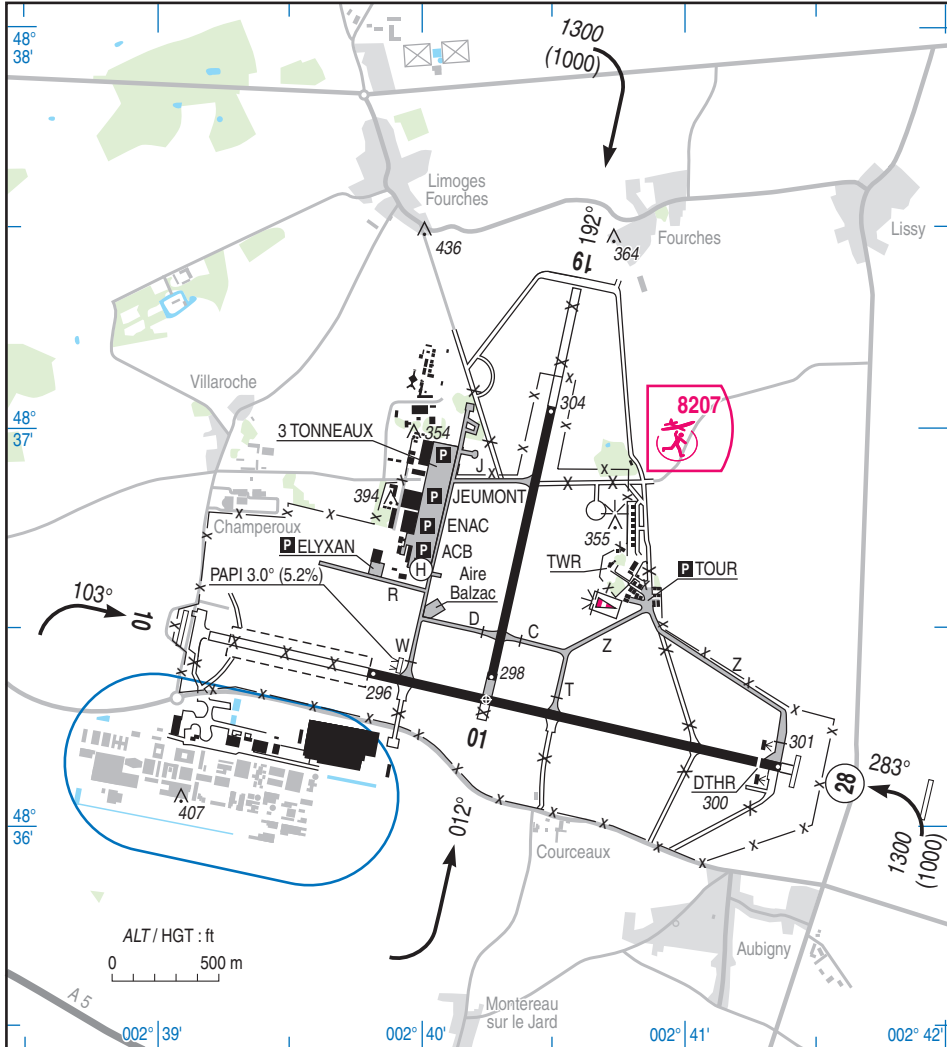 48°
38'
1300
(1000)
Limoges
Fourches
436
192°
19
Fourches
364
Lissy
Villaroche
48°
37'
3 TONNEAUX
354
P
304
8207
J
394
P
JEUMONT
Champeroux
P
ENAC
355
P ELYXAN
P
ACB
TWR
P TOUR
H
PAPI 3.0° (5.2%)
Aire
Balzac
103°
10
R
D
C
Z
Z
W
296
298
T
01
301
DTHR
300
28
283°
407
012°
1300
(1000)
48°
36'
Courceaux
ALT / HGT : ft
0
500 m
Aubigny
A 5
Montereau
sur le Jard
002° 39'
002° 40'
002° 41'
002° 42'